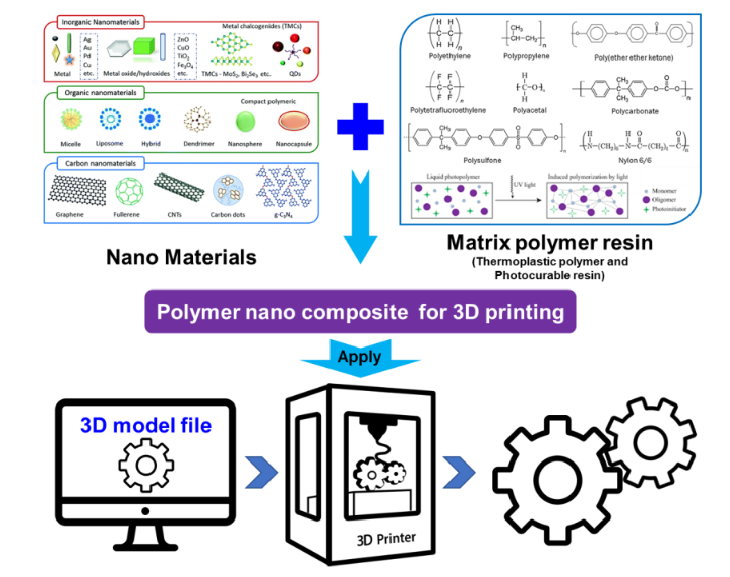 Inorganic Nanomaterials
Metal chalcogenides (TMCs)
Ag
Au
Pd
Cu
etc.
ZnO
CuO
TiO2
Fe3O4
etc.
Metal
Metal oxide/hydroxides
TMCs - MoS2, Bi2Se3 etc.
QDs
Organic nanomaterials
Compact polymeric
Micelle
Liposome
Hybrid
Dendrimer
Nanosphere
Nanocapsule
Carbon nanomaterials
Graphene
Fullerene
CNTs
Carbon dots
g-C3N4
Nano Materials
Polyethylene
Polypropylene
Poly(ether ether ketone)
Polytetrafluoroethylene
Polyacetal
Polycarbonate
Polysulfone
Nylon 6/6
Liquid photopolymer
UV light
Induced polymerization by light
Monomer
Oligomer
Photoinitiator
Matrix polymer resin
(Thermoplastic polymer and
Photocurable resin)
Polymer nano composite for 3D printing
Apply
3D model file
3D Printer